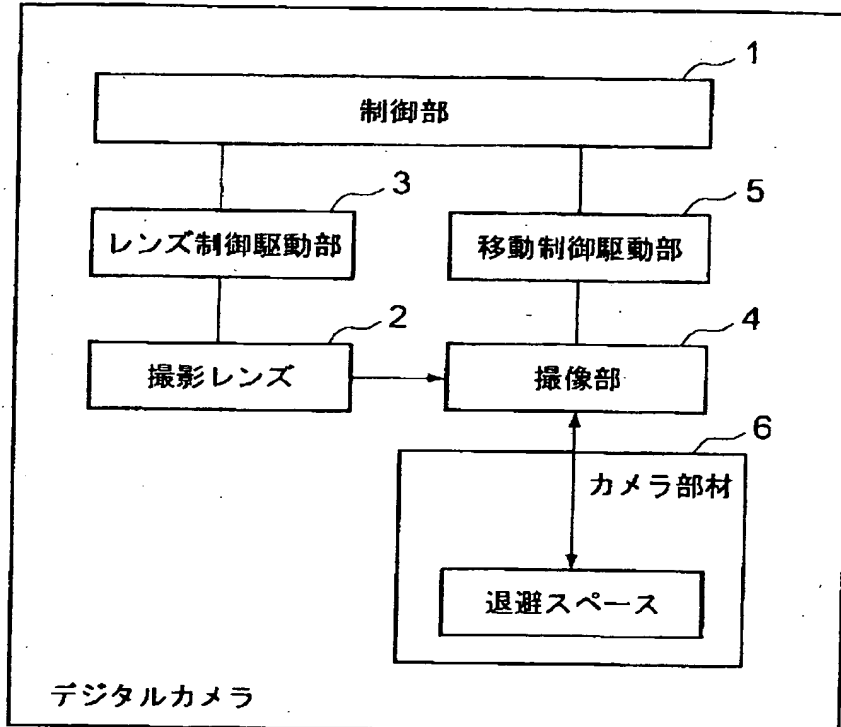 1
制御部
3
5
レンズ制御駆動部
移動制御駆動部
2
4
撮影レンズ
撮像部
6
カメラ部材
退避スペース
デジタルカメラ